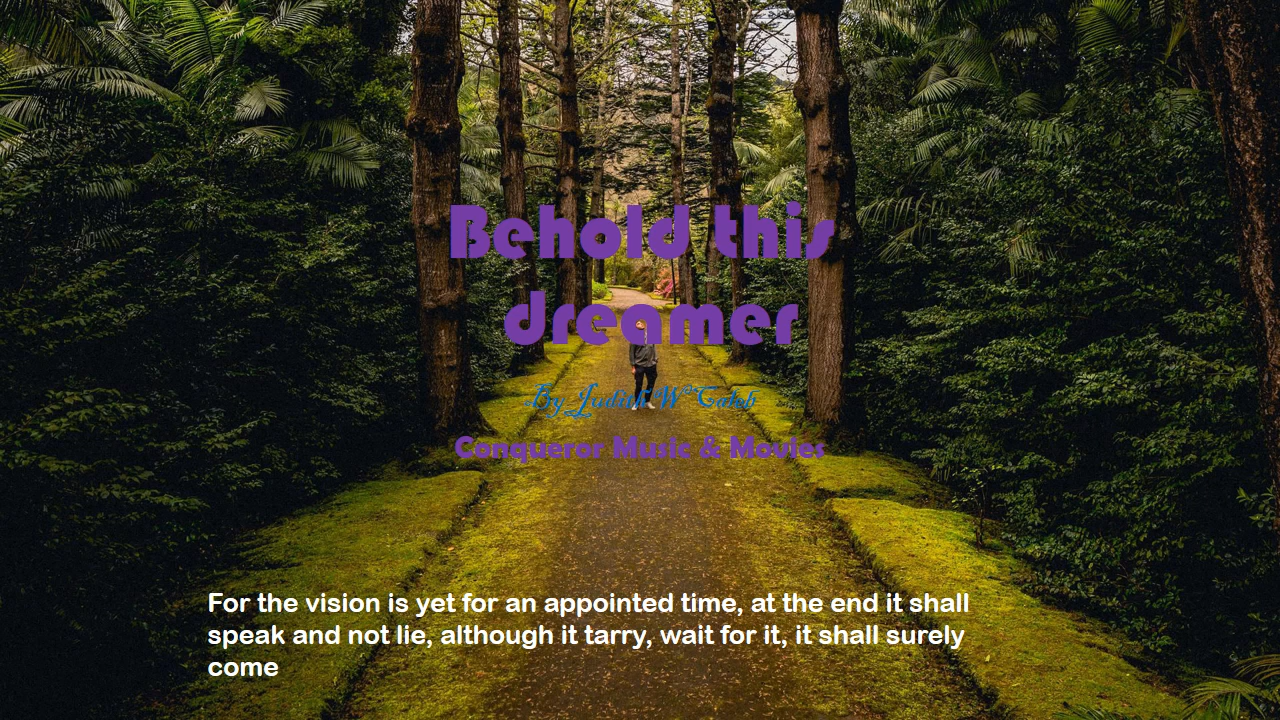 Behold this
dreamer
By Judith W^o Caleb
Conqueror Music & Movies
For the vision is yet for an appointed time, at the end it shall
speak and not lie, although it tarry, wait for it, it shall surely
come